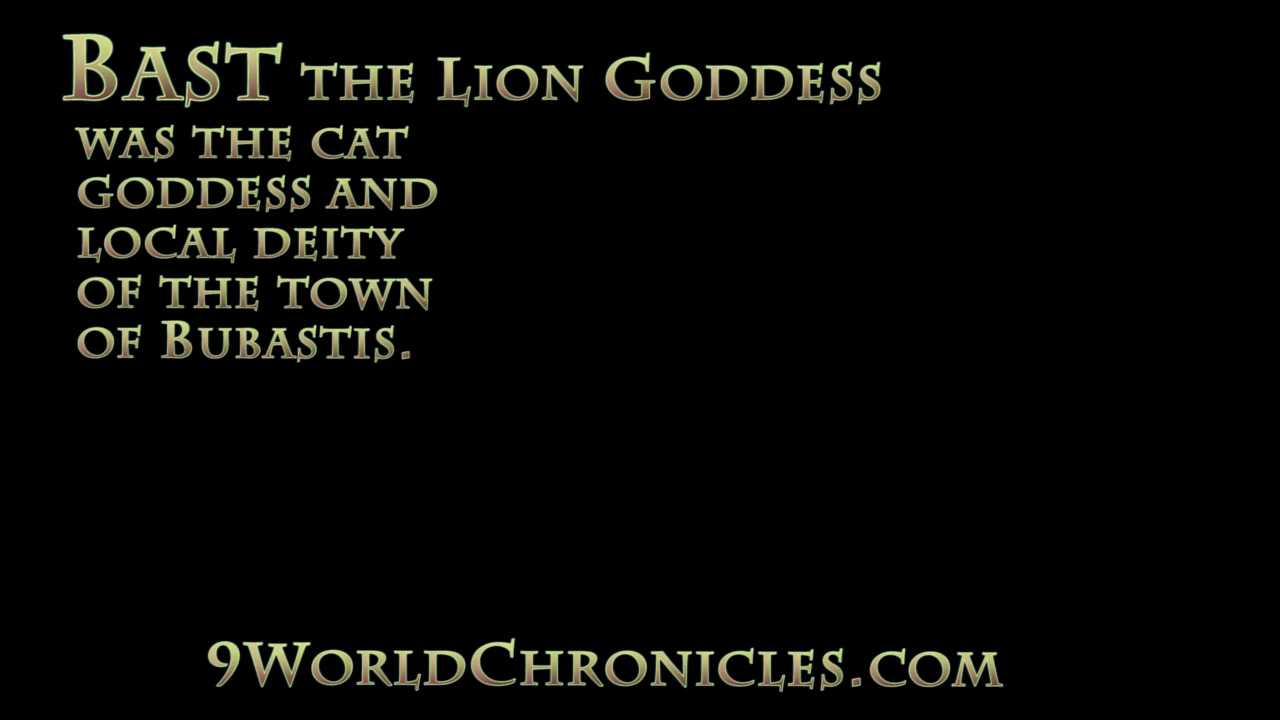 Bast the Lion Goddess
was the cat
goddess and
local deity
of the town
of Bubastis.
9WorldChronicles.com